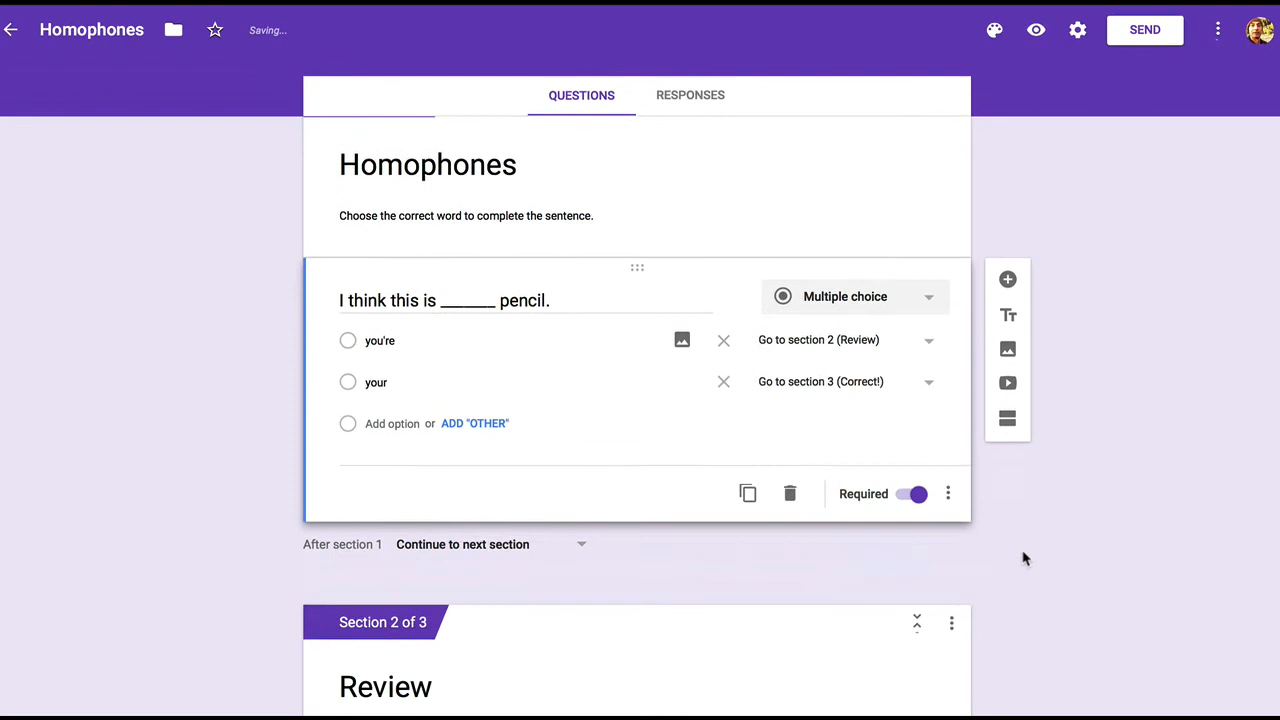 Homophones Saving... SEND
QUESTIONS RESPONSES
Homophones
Choose the correct word to complete the sentence.
I think this is _______ pencil. Multiple choice
you're Go to section 2 (Review)
your Go to section 3 (Correct!)
Add option or ADD "OTHER"
Required
After section 1 Continue to next section
Section 2 of 3
Review
Tт